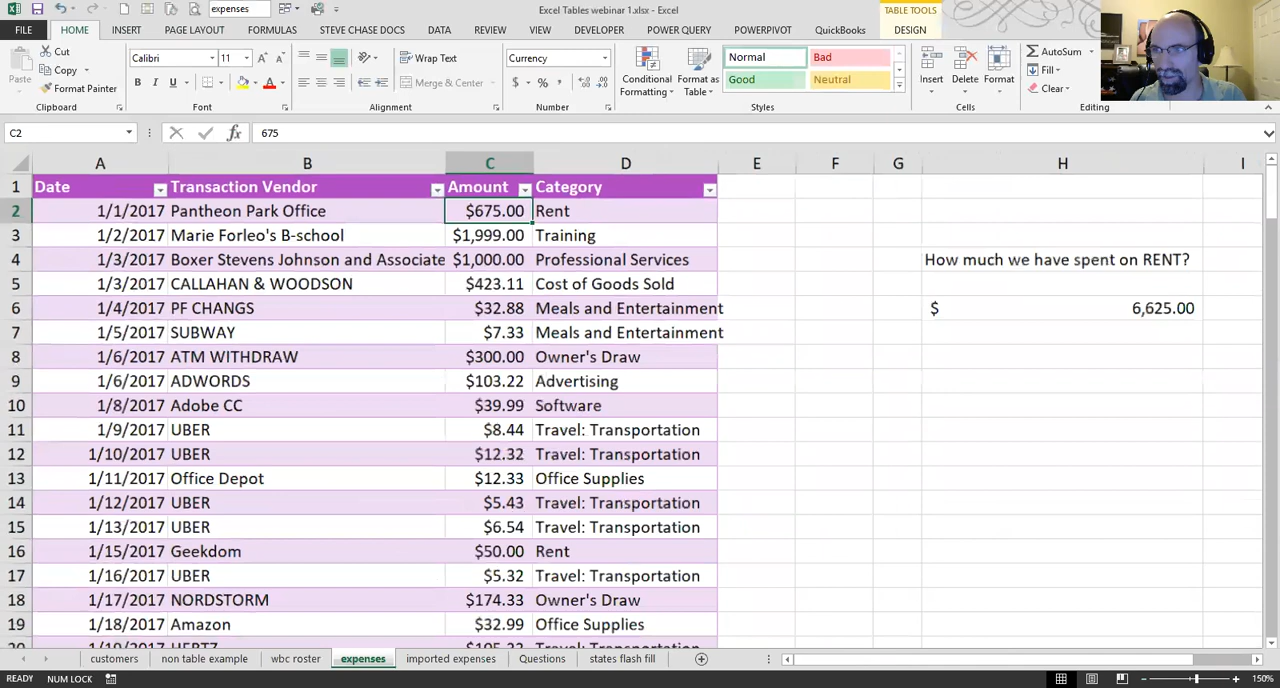 expenses
Excel Tables webinar 1.xlsx - Excel
TABLE TOOLS
FILE HOME INSERT PAGE LAYOUT FORMULAS STEVE CHASE DOCS DATA REVIEW VIEW DEVELOPER POWER QUERY POWERPIVOT QuickBooks DESIGN
Paste
Cut
Copy
Format Painter
Clipboard
Calibri 11
B I U
Font
Wrap Text
Merge & Center
Alignment
Currency
$ % ,
Number
Conditional Formatting
Format as Table
Normal Bad
Good Neutral
Styles
Insert Delete Format
Cells
AutoSum
Fill
Clear
Editing
C2 fx 675
A B C D E F G H I
1 Date Transaction Vendor Amount Category
2 1/1/2017 Pantheon Park Office $675.00 Rent
3 1/2/2017 Marie Forleo's B-school $1,999.00 Training
4 1/3/2017 Boxer Stevens Johnson and Associate $1,000.00 Professional Services How much we have spent on RENT?
5 1/3/2017 CALLAHAN & WOODSON $423.11 Cost of Goods Sold
6 1/4/2017 PF CHANGS $32.88 Meals and Entertainment $ 6,625.00
7 1/5/2017 SUBWAY $7.33 Meals and Entertainment
8 1/6/2017 ATM WITHDRAW $300.00 Owner's Draw
9 1/6/2017 ADWORDS $103.22 Advertising
10 1/8/2017 Adobe CC $39.99 Software
11 1/9/2017 UBER $8.44 Travel: Transportation
12 1/10/2017 UBER $12.32 Travel: Transportation
13 1/11/2017 Office Depot $12.33 Office Supplies
14 1/12/2017 UBER $5.43 Travel: Transportation
15 1/13/2017 UBER $6.54 Travel: Transportation
16 1/15/2017 Geekdom $50.00 Rent
17 1/16/2017 UBER $5.32 Travel: Transportation
18 1/17/2017 NORDSTORM $174.33 Owner's Draw
19 1/18/2017 Amazon $32.99 Office Supplies
customers non table example wbc roster expenses imported expenses Questions states flash fill
READY NUM LOCK 150%